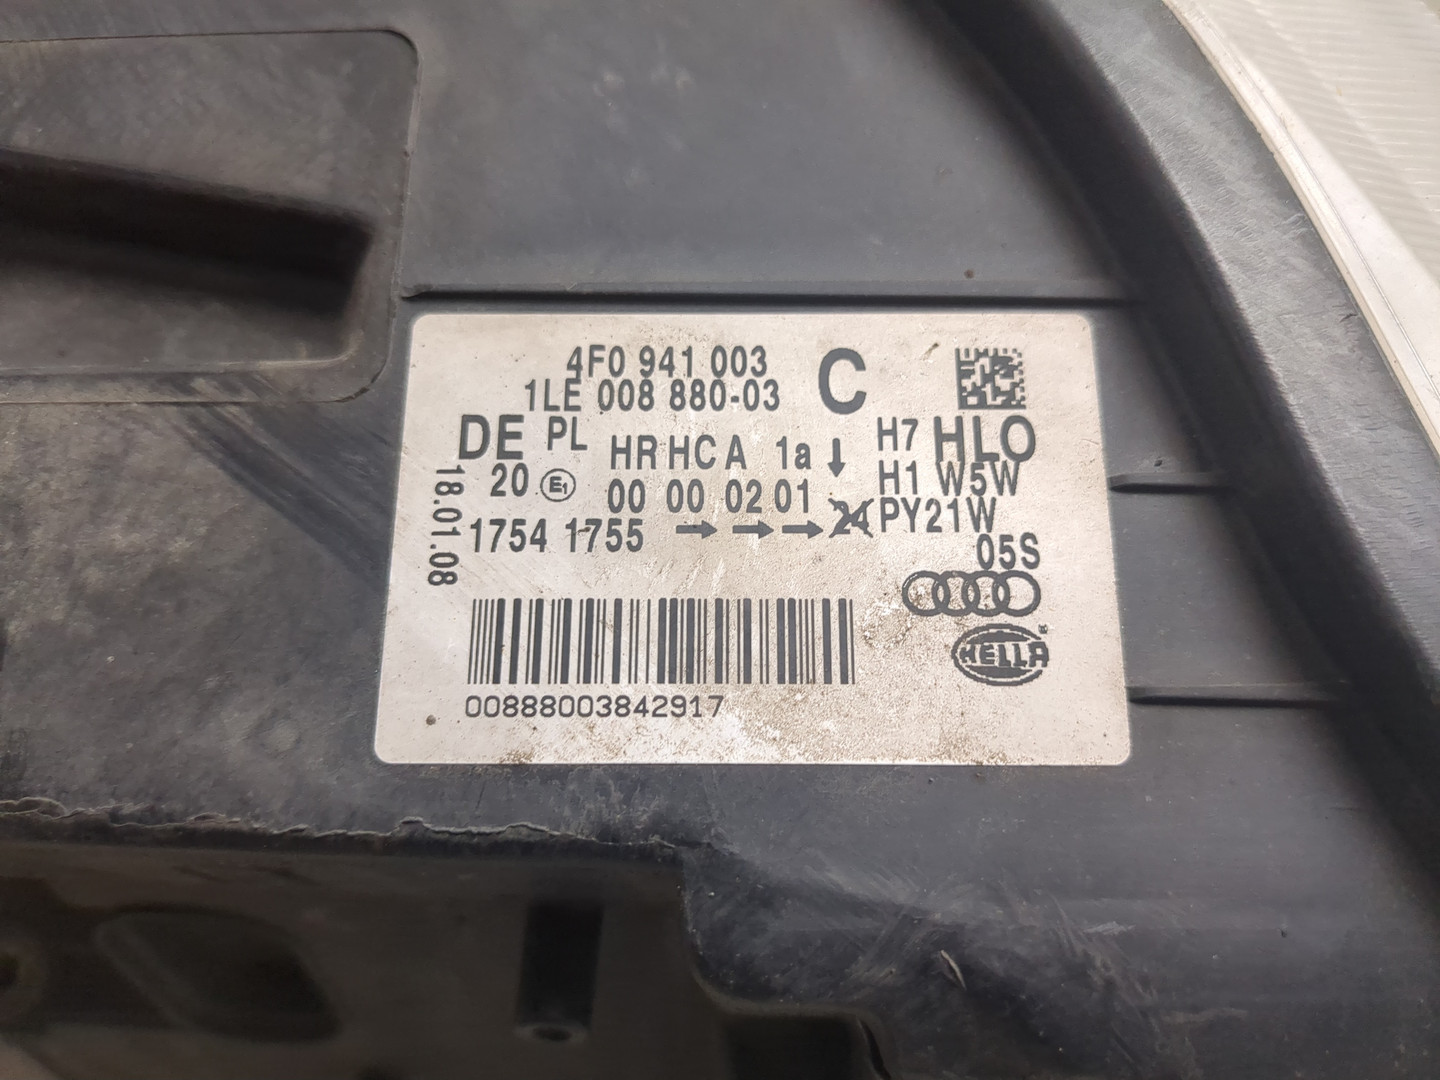 4F0 941 003 C
1LE 008 880-03
DE PL HR HC A 1a ↓ H7 HLO
20 E1 00 00 02 01 H1 W5W
1754 1755 → → → 24 PY21W
05S
18.01.08
HELLA
00888003842917